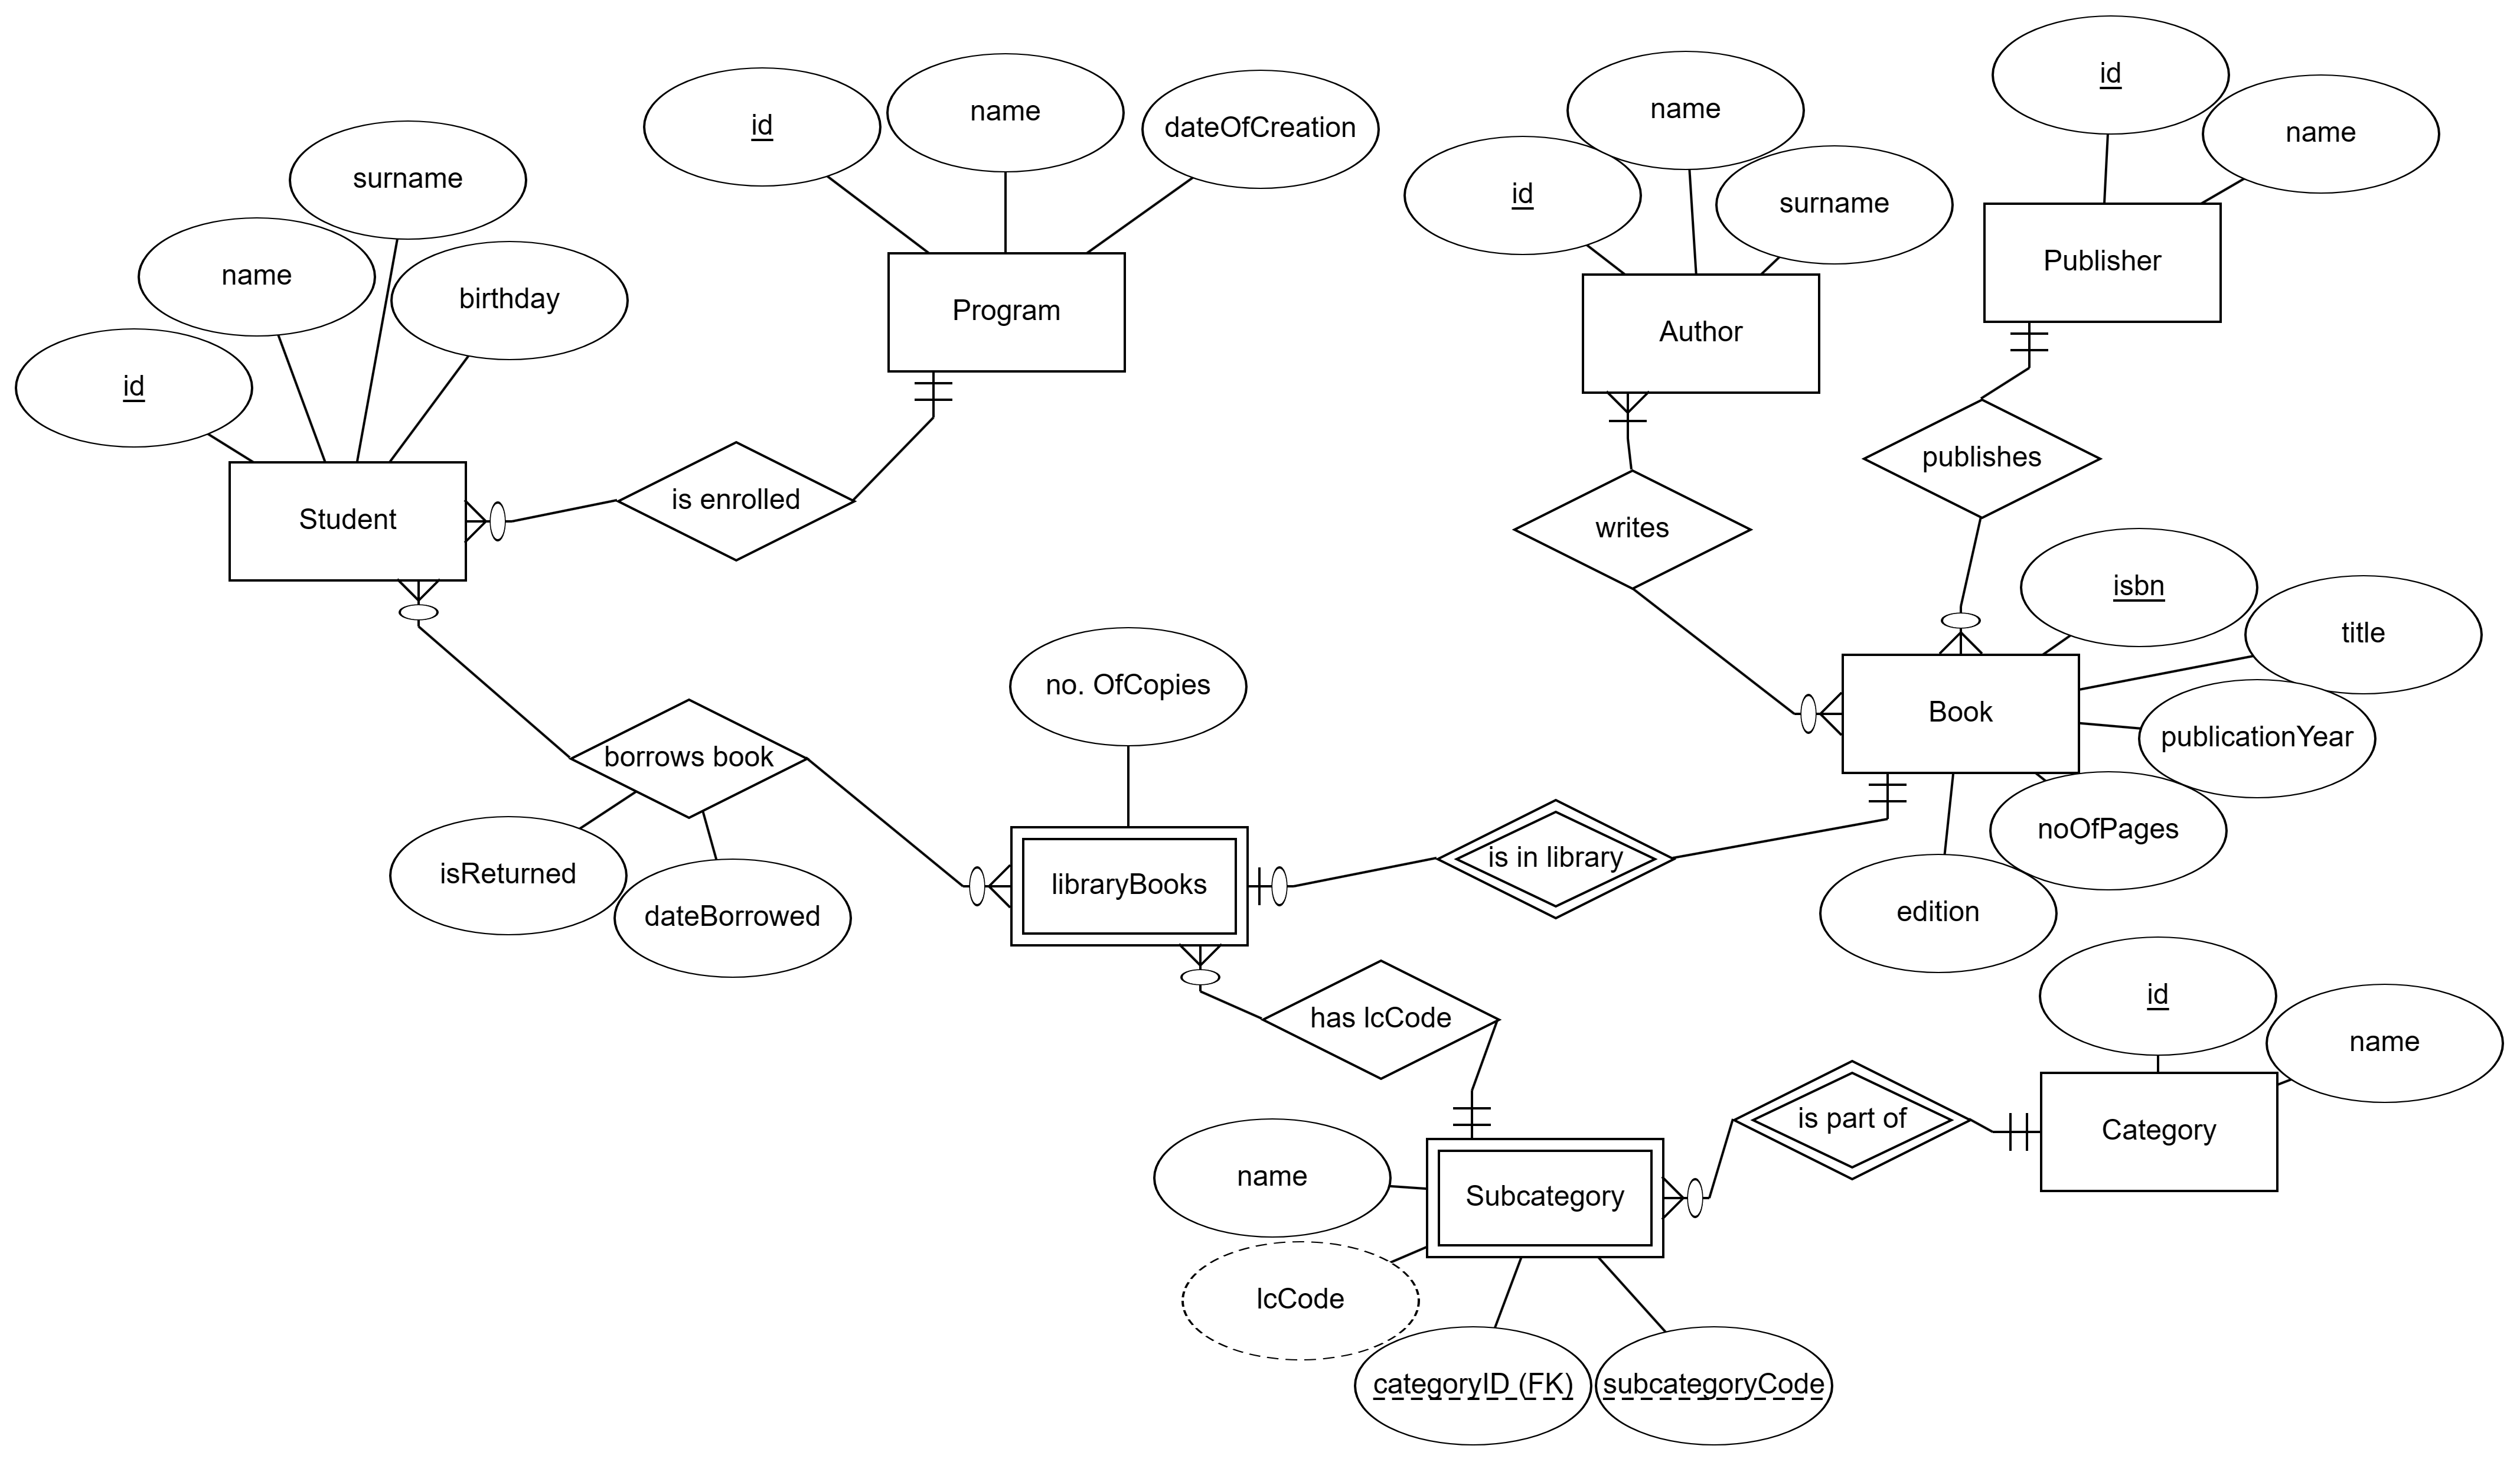 id
name
id
name
dateOfCreation
name
id
name
surname
id
surname
name
birthday
id
Publisher
Program
Author
Student
is enrolled
publishes
writes
isbn
title
no. OfCopies
Book
publicationYear
borrows book
noOfPages
isReturned
dateBorrowed
libraryBooks
is in library
edition
id
name
has lcCode
is part of
Category
name
Subcategory
lcCode
categoryID (FK)
subcategoryCode